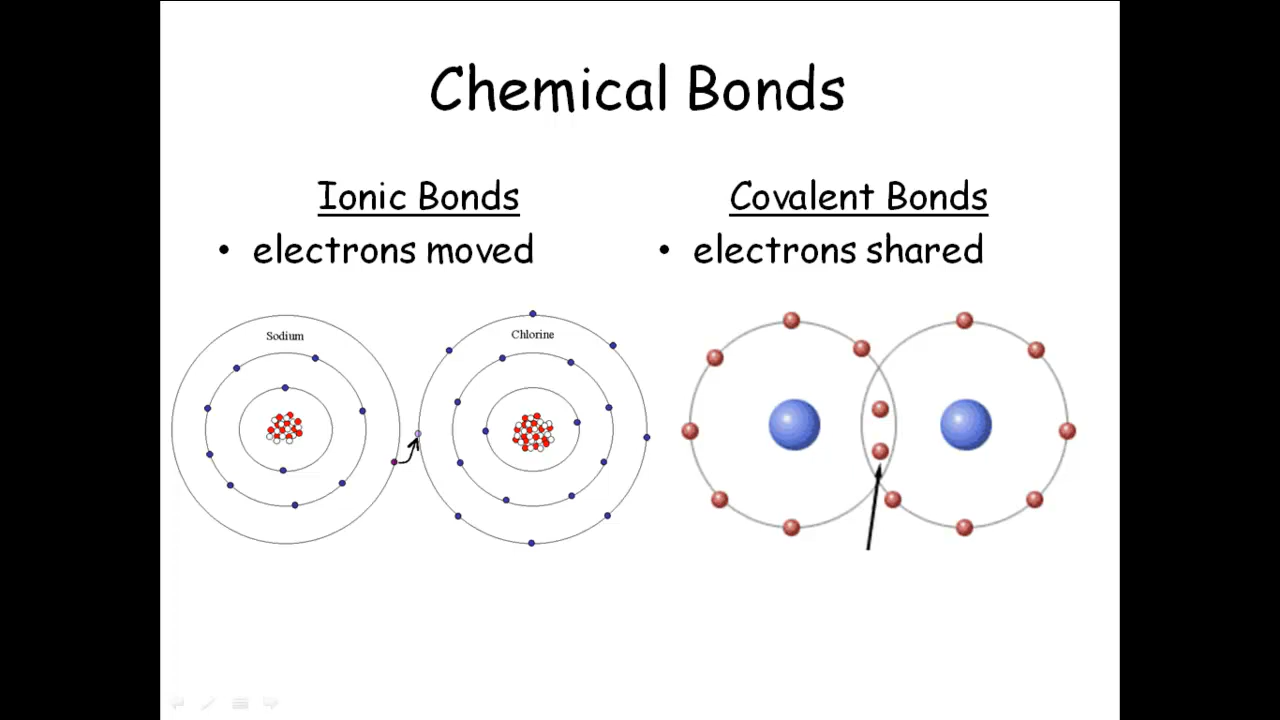 Chemical Bonds
Ionic Bonds
• electrons moved
Sodium
Chlorine
Covalent Bonds
• electrons shared